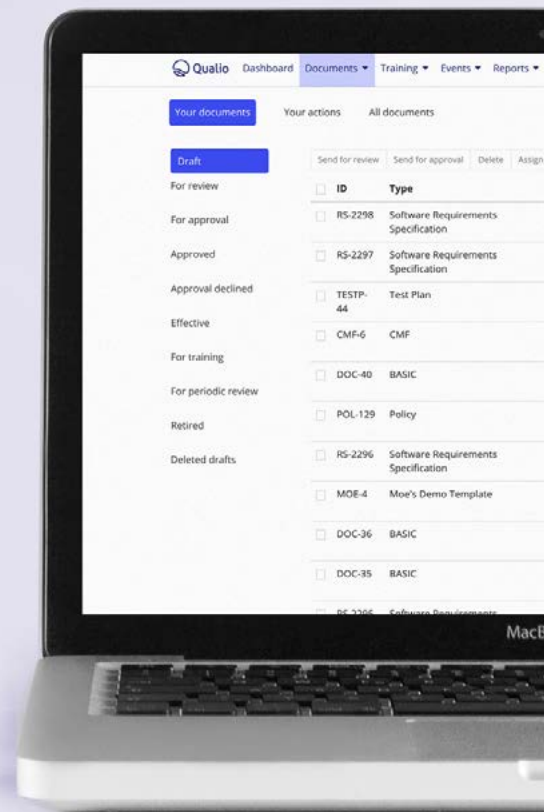 Qualio Dashboard Documents Training Events Reports
Your documents Your actions All documents
Draft
For review
For approval
Approved
Approval declined
Effective
For training
For periodic review
Retired
Deleted drafts
Send for review Send for approval Delete Assign
ID Type
RS-2298 Software Requirements
Specification
RS-2297 Software Requirements
Specification
TESTP-
44 Test Plan
CMF-6 CMF
DOC-40 BASIC
POL-129 Policy
RS-2296 Software Requirements
Specification
MOE-4 Moe's Demo Template
DOC-36 BASIC
DOC-35 BASIC
RS-2295 Software Requirements
MacB